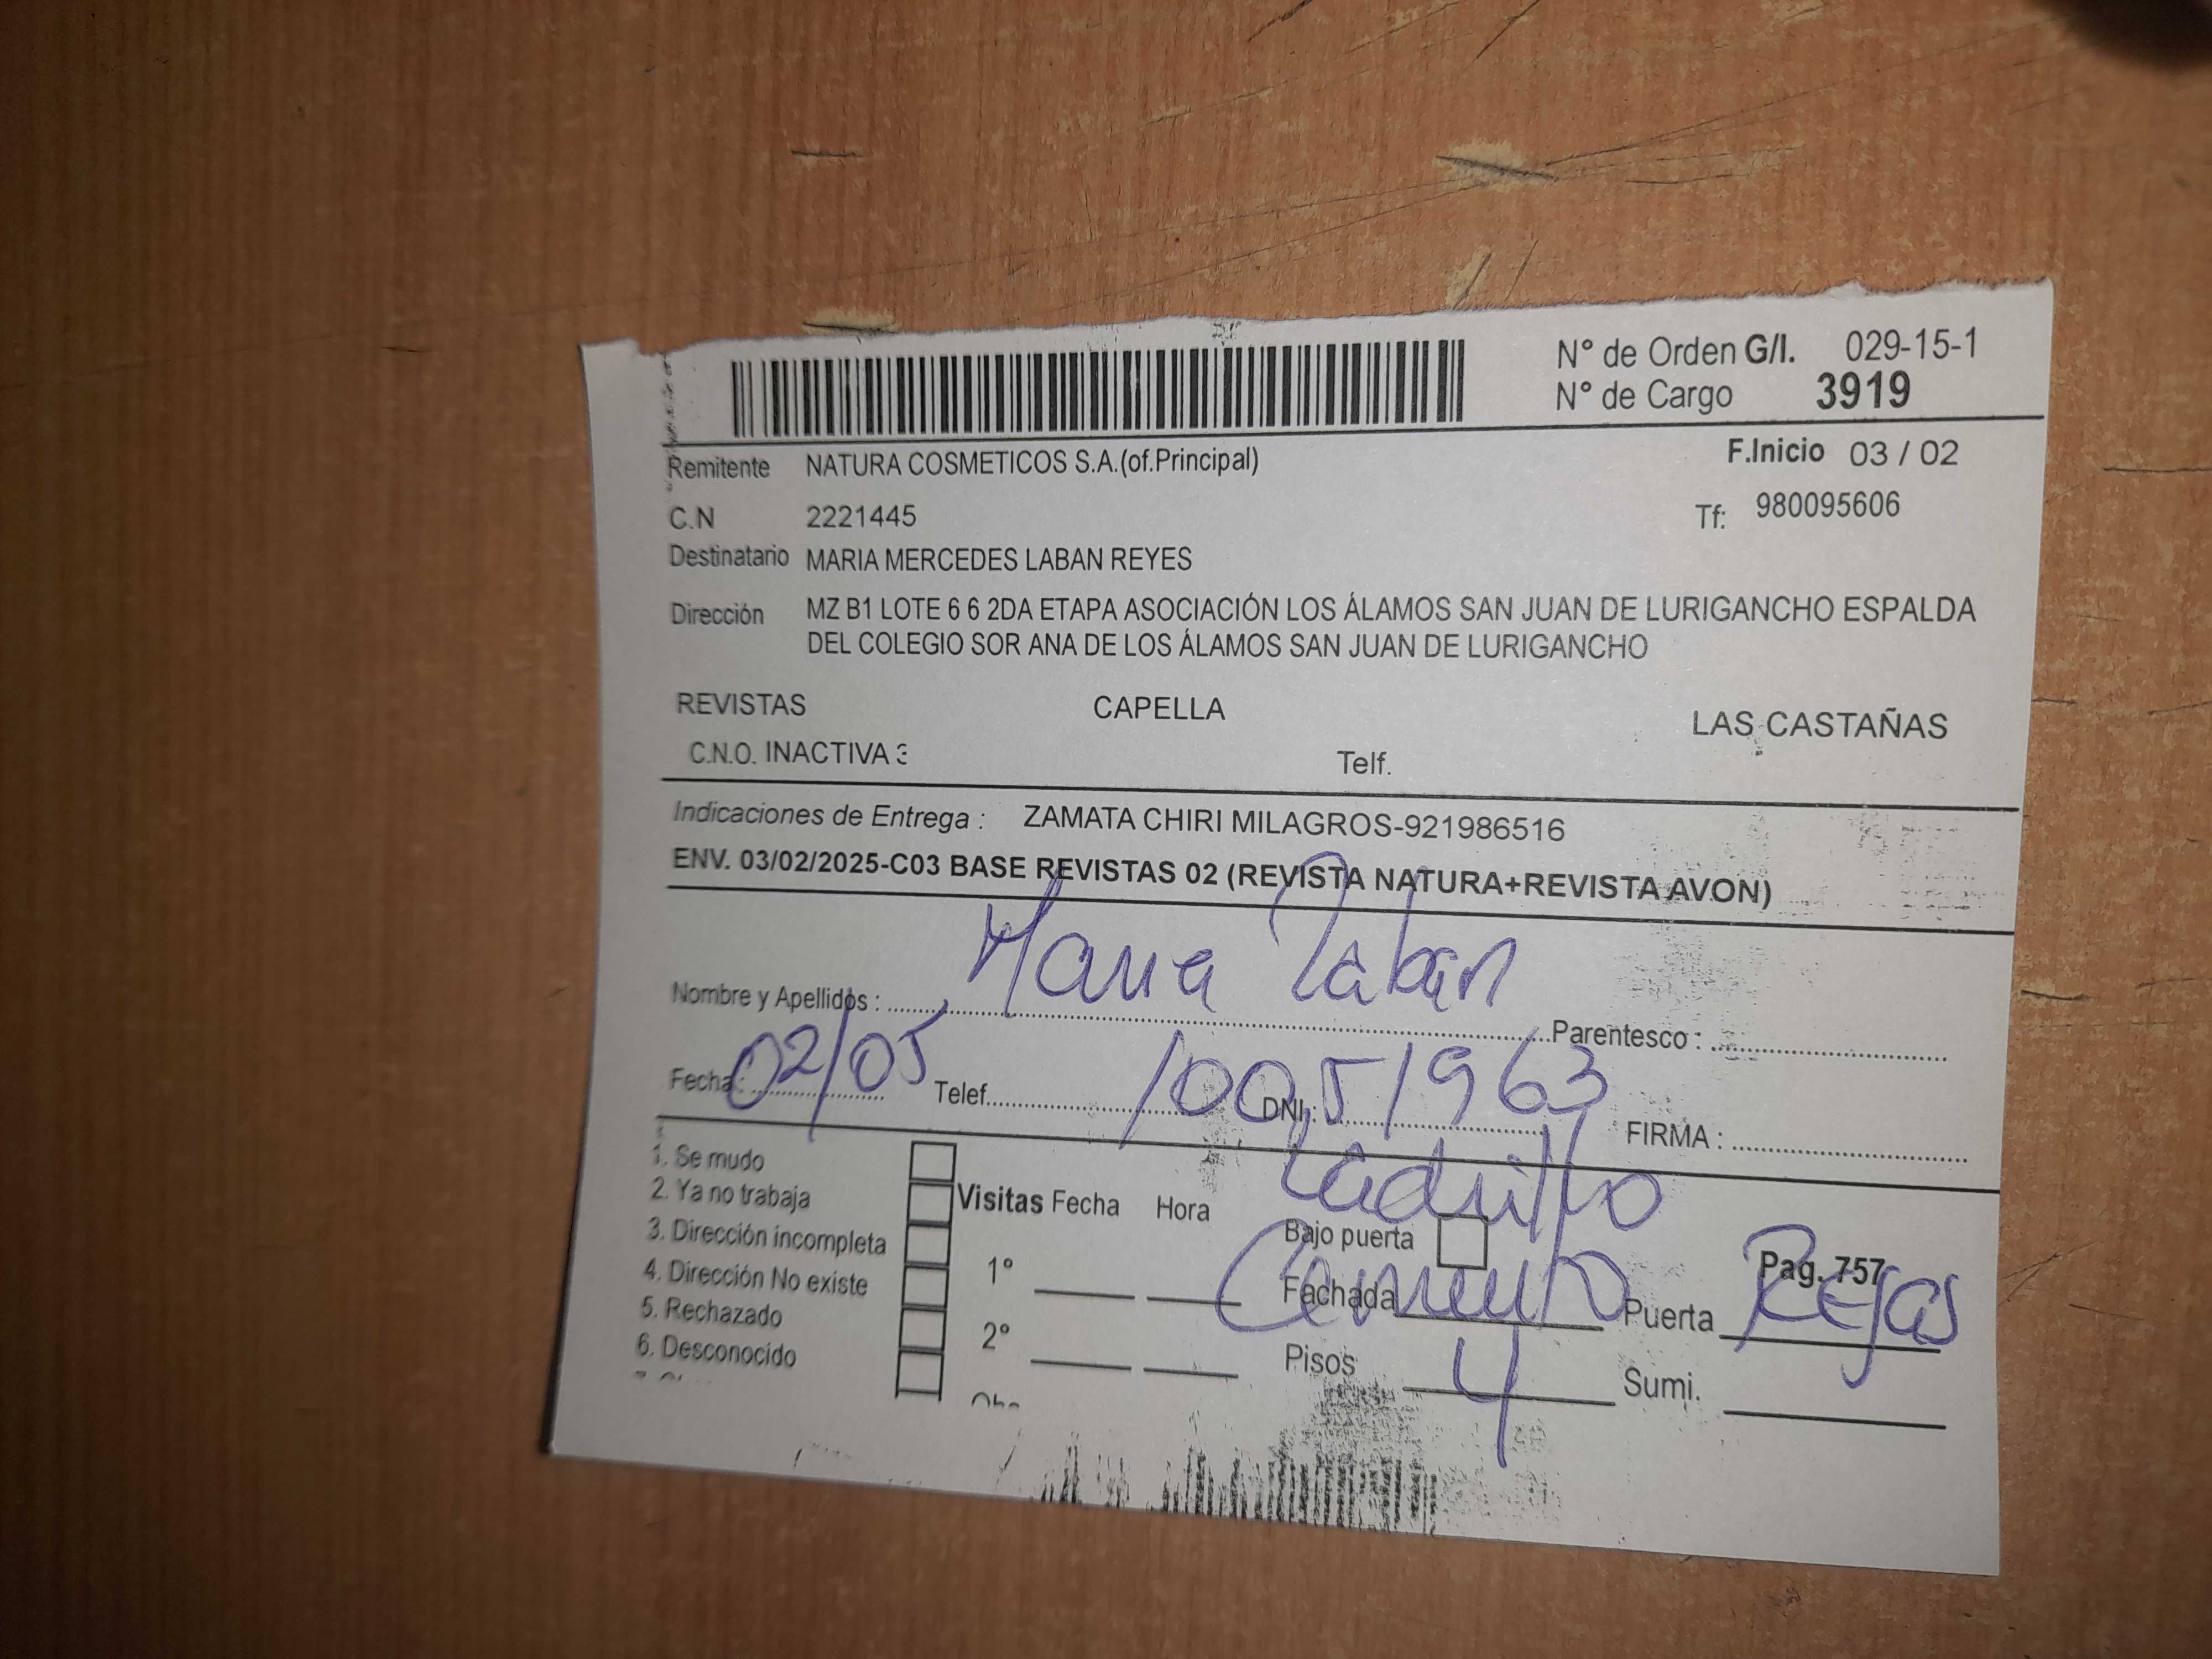 N° de Orden G/I. 029-15-1
N° de Cargo 3919
Remitente NATURA COSMETICOS S.A.(of.Principal) F.Inicio 03 / 02
C.N 2221445 Tf: 980095606
Destinatario MARIA MERCEDES LABAN REYES
Dirección MZ B1 LOTE 6 6 2DA ETAPA ASOCIACIÓN LOS ÁLAMOS SAN JUAN DE LURIGANCHO ESPALDA
DEL COLEGIO SOR ANA DE LOS ÁLAMOS SAN JUAN DE LURIGANCHO
REVISTAS CAPELLA LAS CASTAÑAS
C.N.O. INACTIVA 3 Telf.
Indicaciones de Entrega : ZAMATA CHIRI MILAGROS-921986516
ENV. 03/02/2025-C03 BASE REVISTAS 02 (REVISTA NATURA+REVISTA AVON)
Nombre y Apellidos : Maria Laban Parentesco :
Fecha : 02/05 Telef. DNI : 10051963 FIRMA :
Ladrillo
1. Se mudo
2. Ya no trabaja Visitas Fecha Hora
3. Dirección incompleta Bajo puerta Pag. 757
4. Dirección No existe 1° Fachada Cemento Puerta Rejas
5. Rechazado
6. Desconocido 2° Pisos 4 Sumi.